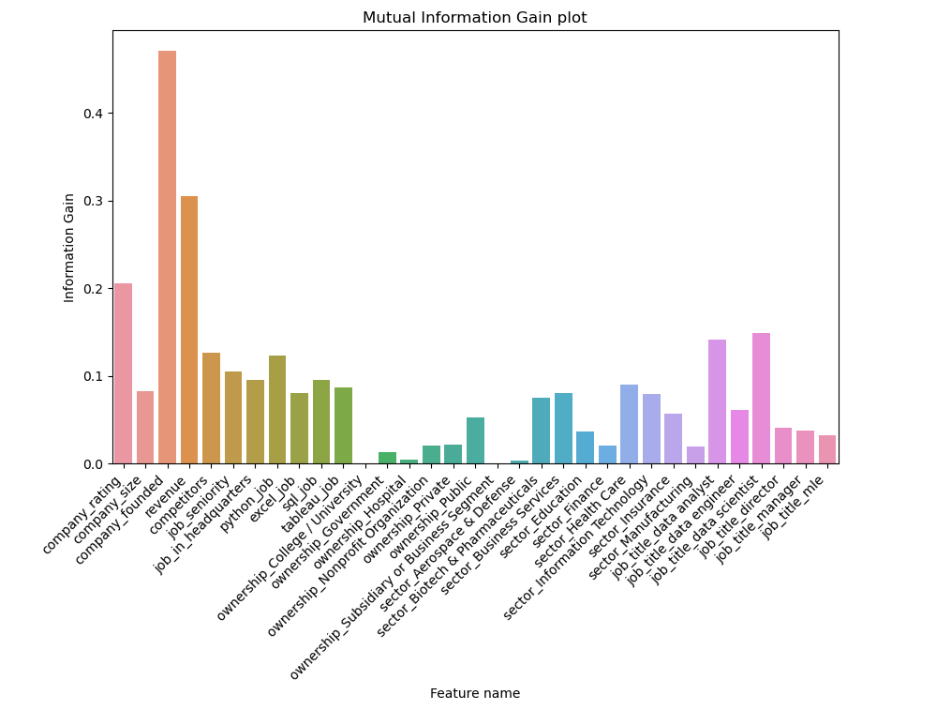 Mutual Information Gain plot
Information Gain
0.4
0.3
0.2
0.1
0.0
company_rating
company_size
company_founded
revenue
competitors
job_seniority
job_in_headquarters
python_job
excel_job
sql_job
tableau_job
ownership_College / University
ownership_Government
ownership_Hospital
ownership_Nonprofit Organization
ownership_Private
ownership_Public
ownership_Subsidiary or Business Segment
sector_Aerospace & Defense
sector_Biotech & Pharmaceuticals
sector_Business Services
sector_Education
sector_Finance
sector_Health Care
sector_Information Technology
sector_Insurance
sector_Manufacturing
job_title_data analyst
job_title_data engineer
job_title_data scientist
job_title_director
job_title_manager
job_title_mle
Feature name